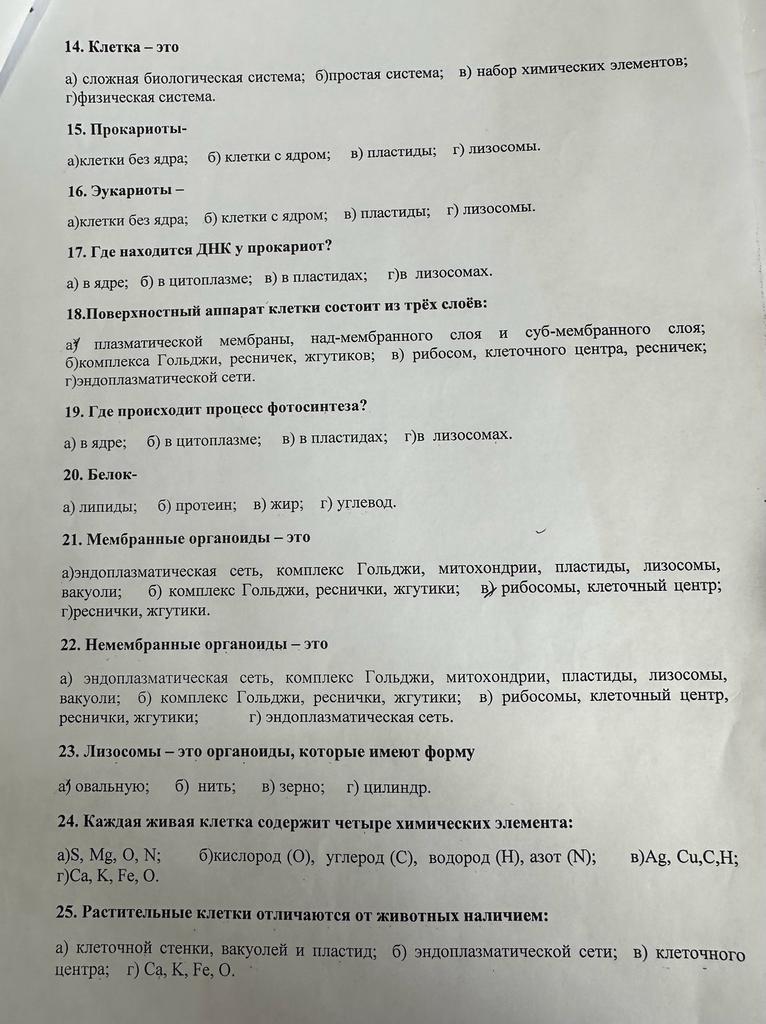 14. Клетка – это
а) сложная биологическая система; б)простая система; в) набор химических элементов;
г)физическая система.
15. Прокариоты-
а)клетки без ядра; б) клетки с ядром; в) пластиды; г) лизосомы.
16. Эукариоты –
а)клетки без ядра; б) клетки с ядром; в) пластиды; г) лизосомы.
17. Где находится ДНК у прокариот?
а) в ядре; б) в цитоплазме; в) в пластидах; г)в лизосомах.
18.Поверхностный аппарат клетки состоит из трёх слоёв:
а) плазматической мембраны, над-мембранного слоя и суб-мембранного слоя;
б)комплекса Гольджи, ресничек, жгутиков; в) рибосом, клеточного центра, ресничек;
г)эндоплазматической сети.
19. Где происходит процесс фотосинтеза?
а) в ядре; б) в цитоплазме; в) в пластидах; г)в лизосомах.
20. Белок-
а) липиды; б) протеин; в) жир; г) углевод.
21. Мембранные органоиды – это
а)эндоплазматическая сеть, комплекс Гольджи, митохондрии, пластиды, лизосомы,
вакуоли; б) комплекс Гольджи, реснички, жгутики; в) рибосомы, клеточный центр;
г)реснички, жгутики.
22. Немембранные органоиды – это
а) эндоплазматическая сеть, комплекс Гольджи, митохондрии, пластиды, лизосомы,
вакуоли; б) комплекс Гольджи, реснички, жгутики; в) рибосомы, клеточный центр,
реснички, жгутики; г) эндоплазматическая сеть.
23. Лизосомы – это органоиды, которые имеют форму
а) овальную; б) нить; в) зерно; г) цилиндр.
24. Каждая живая клетка содержит четыре химических элемента:
а)S, Mg, O, N; б)кислород (O), углерод (C), водород (H), азот (N); в)Ag, Cu,C,H;
г)Ca, K, Fe, O.
25. Растительные клетки отличаются от животных наличием:
а) клеточной стенки, вакуолей и пластид; б) эндоплазматической сети; в) клеточного
центра; г) Ca, K, Fe, O.